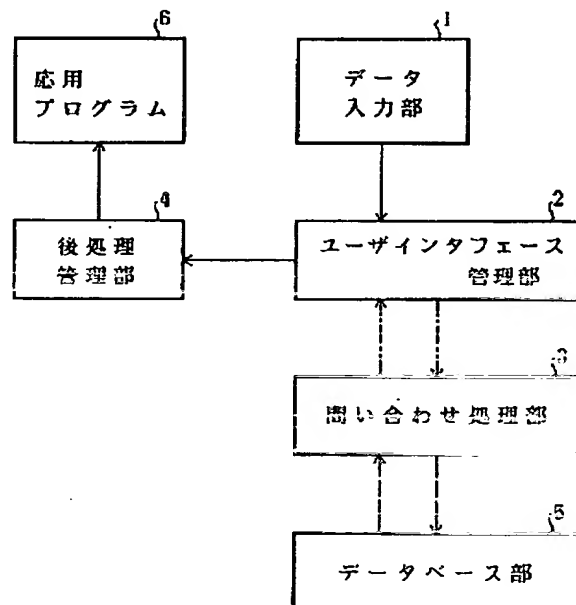 6
応用
プログラム
1
データ
入力部
4
後処理
管理部
2
ユーザインタフェース
管理部
3
問い合わせ処理部
5
データベース部